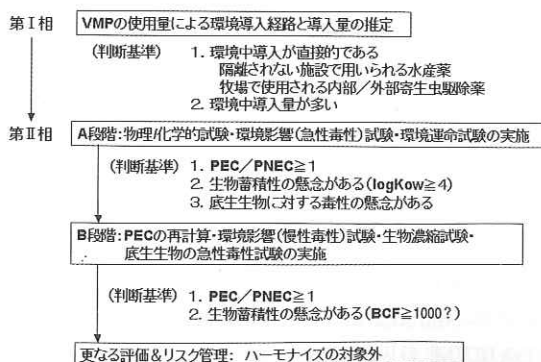 第Ⅰ相 VMPの使用量による環境導入経路と導入量の推定
(判断基準) 1. 環境中導入が直接的である
隔離されない施設で用いられる水産薬
牧場で使用される内部/外部寄生虫駆除薬
2. 環境中導入量が多い
第Ⅱ相 A段階:物理/化学的試験・環境影響(急性毒性)試験・環境運命試験の実施
(判断基準) 1. PEC/PNEC≧1
2. 生物蓄積性の懸念がある(logKow≧4)
3. 底生生物に対する毒性の懸念がある
B段階:PECの再計算・環境影響(慢性毒性)試験・生物濃縮試験・
底生生物の急性毒性試験の実施
(判断基準) 1. PEC/PNEC≧1
2. 生物蓄積性の懸念がある(BCF≧1000?)
更なる評価&リスク管理: ハーモナイズの対象外